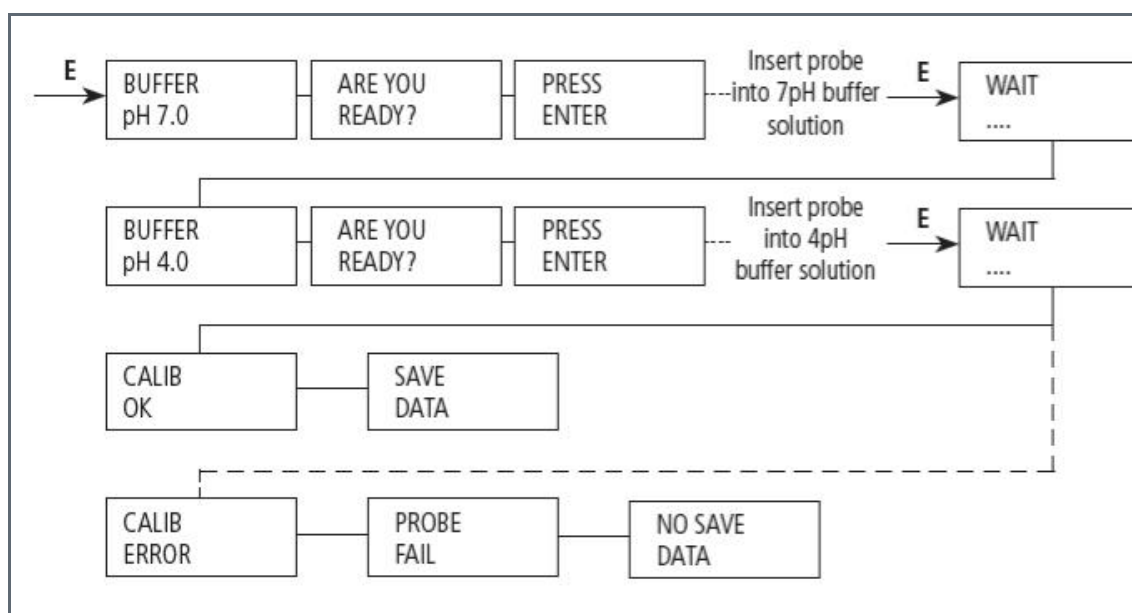 E
BUFFER
pH 7.0
ARE YOU
READY?
PRESS
ENTER
Insert probe
into 7pH buffer
solution
E
WAIT
....
BUFFER
pH 4.0
ARE YOU
READY?
PRESS
ENTER
Insert probe
into 4pH
buffer solution
E
WAIT
....
CALIB
OK
SAVE
DATA
CALIB
ERROR
PROBE
FAIL
NO SAVE
DATA